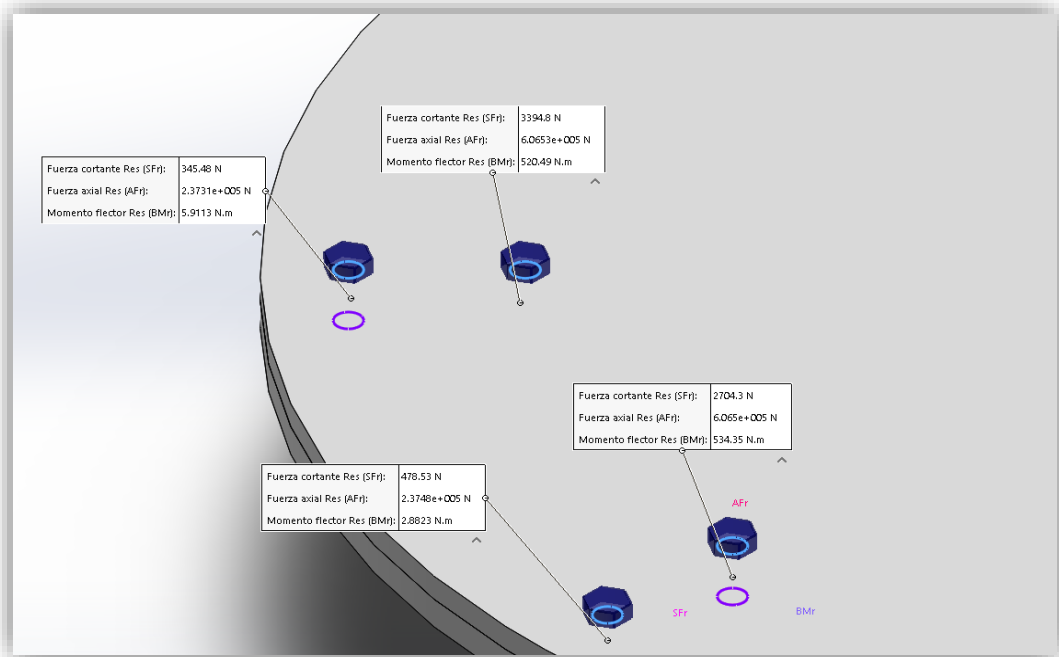 Fuerza cortante Res (SFr): 3394.8 N
Fuerza axial Res (AFr): 6.0653e+005 N
Momento flector Res (BMr): 520.49 N.m
Fuerza cortante Res (SFr): 345.48 N
Fuerza axial Res (AFr): 2.3731e+005 N
Momento flector Res (BMr): 5.9113 N.m
Fuerza cortante Res (SFr): 2704.3 N
Fuerza axial Res (AFr): 6.065e+005 N
Momento flector Res (BMr): 534.35 N.m
Fuerza cortante Res (SFr): 478.53 N
Fuerza axial Res (AFr): 2.3748e+005 N
Momento flector Res (BMr): 2.8823 N.m
AFr
SFr
BMr